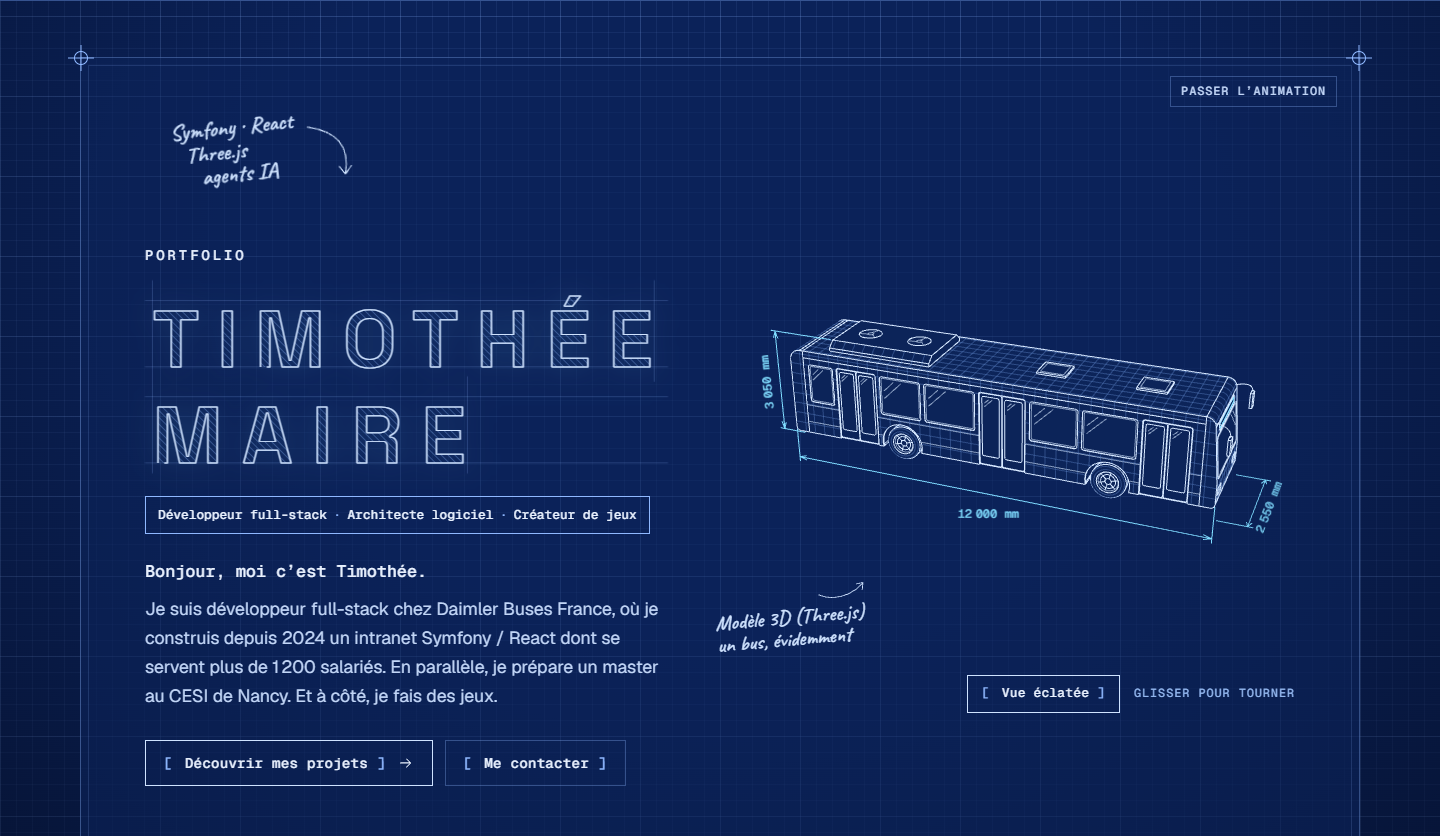 PASSER L'ANIMATION
Symfony · React
Three.js
agents IA
PORTFOLIO
TIMOTHÉE
MAIRE
Développeur full-stack · Architecte logiciel · Créateur de jeux
Bonjour, moi c’est Timothée.
Je suis développeur full-stack chez Daimler Buses France, où je
construis depuis 2024 un intranet Symfony / React dont se
servent plus de 1 200 salariés. En parallèle, je prépare un master
au CESI de Nancy. Et à côté, je fais des jeux.
[ Découvrir mes projets ] →
[ Me contacter ]
3 050 mm
12 000 mm
2 550 mm
Modèle 3D (Three.js)
un bus, évidemment
[ Vue éclatée ]
GLISSER POUR TOURNER